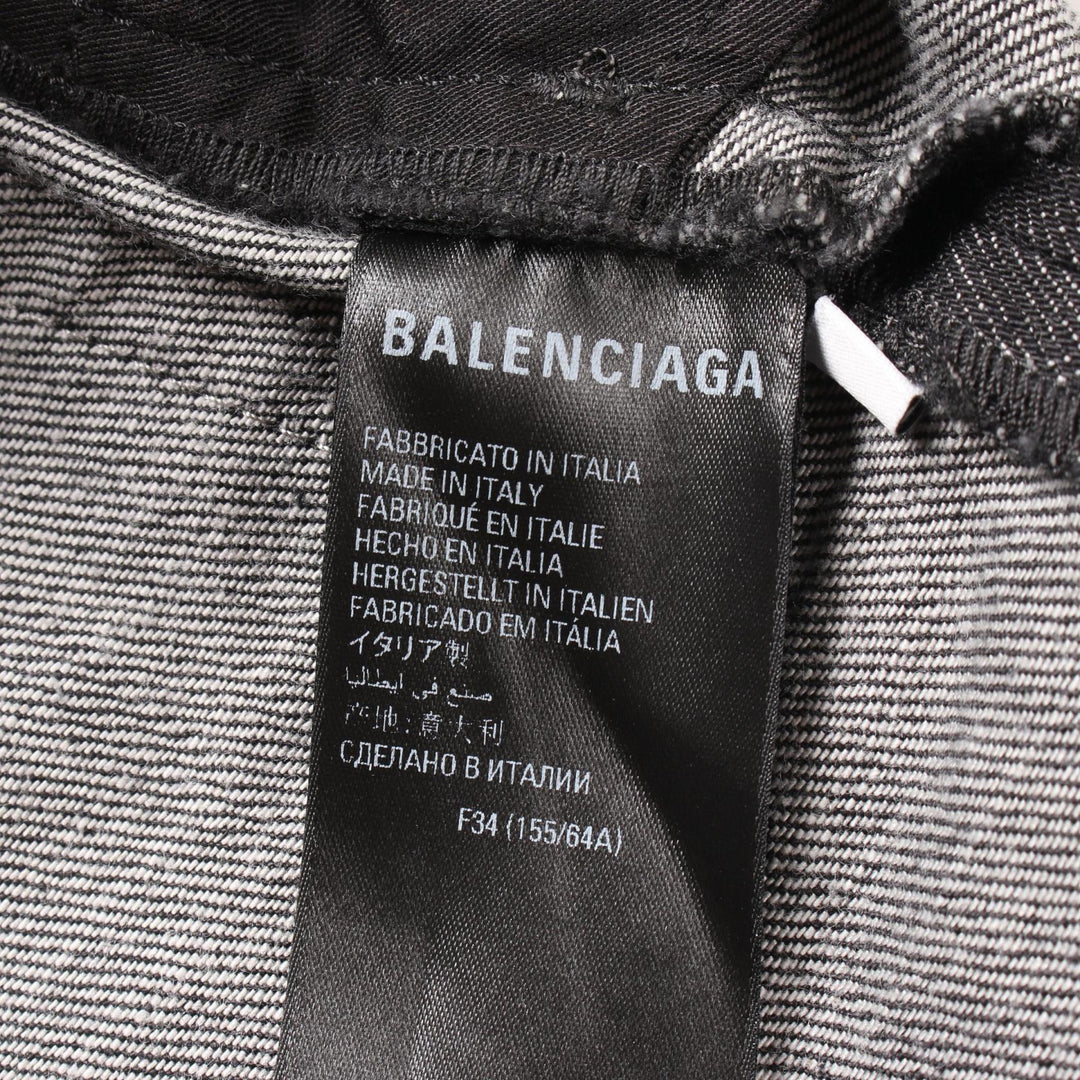 BALENCIAGA
FABBRICATO IN ITALIA
MADE IN ITALY
FABRIQUÉ EN ITALIE
HECHO EN ITALIA
HERGESTELLT IN ITALIEN
FABRICADO EM ITÁLIA
イタリア製
صنع في ايطاليا
产地:意大利
СДЕЛАНО В ИТАЛИИ
F34 (155/64A)